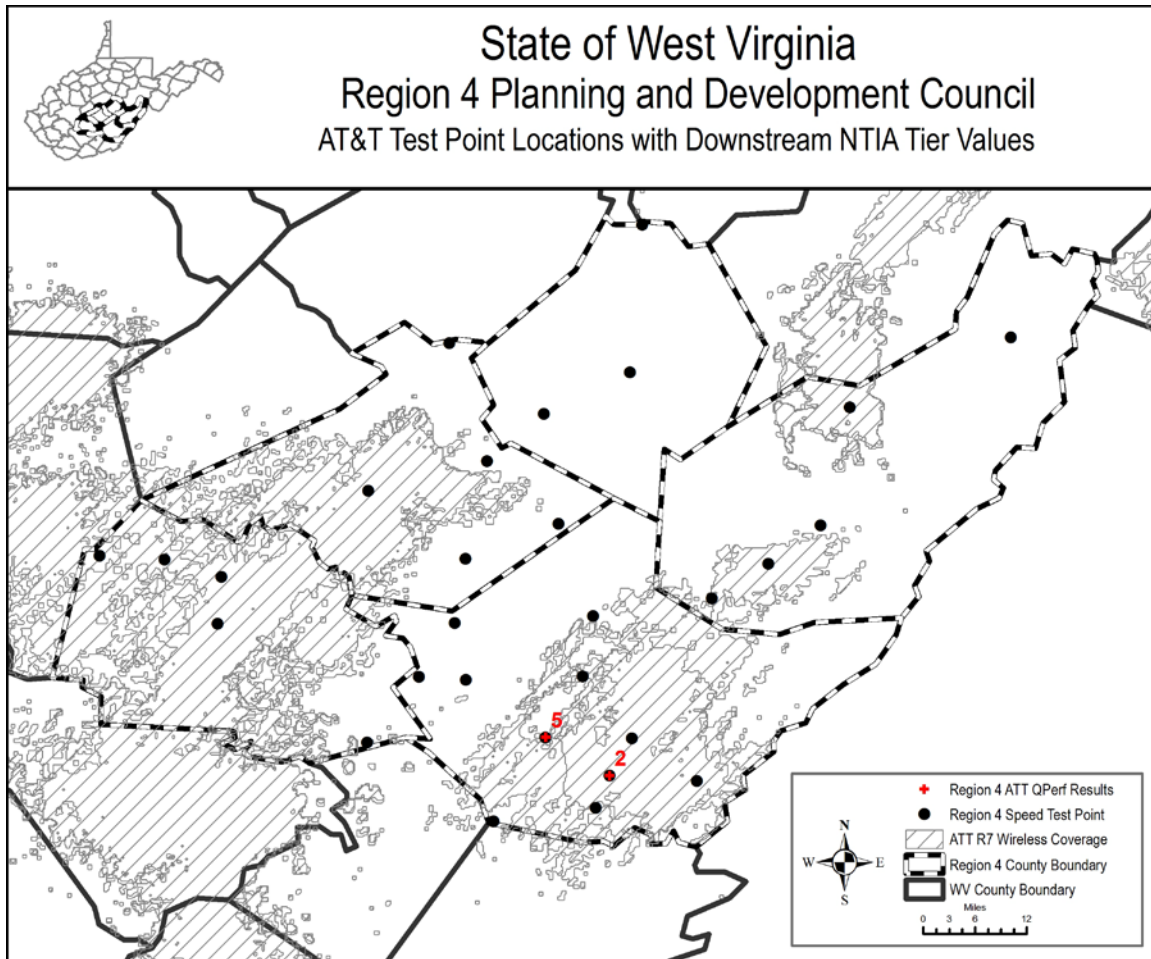 State of West Virginia
Region 4 Planning and Development Council
AT&T Test Point Locations with Downstream NTIA Tier Values
5
2
Region 4 ATT QPerf Results
Region 4 Speed Test Point
ATT R7 Wireless Coverage
Region 4 County Boundary
WV County Boundary
N
W E
S
Miles
0 3 6 12